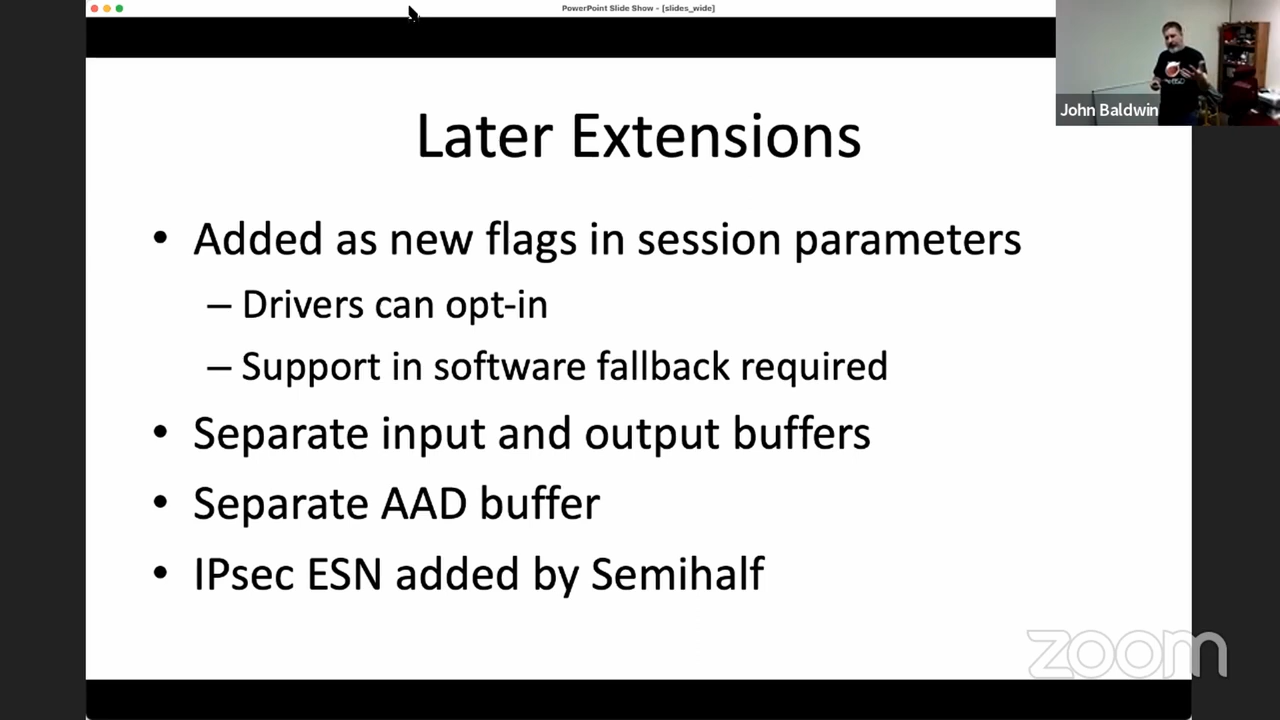 PowerPoint Slide Show - [slides_wide]
John Baldwin
Later Extensions
• Added as new flags in session parameters
– Drivers can opt-in
– Support in software fallback required
• Separate input and output buffers
• Separate AAD buffer
• IPsec ESN added by Semihalf
zoom